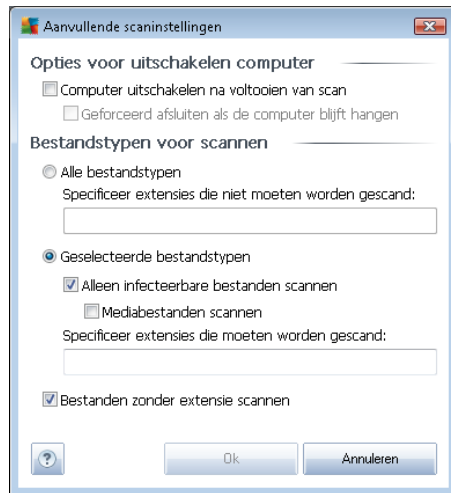 Aanvullende scaninstellingen
Opties voor uitschakelen computer
Computer uitschakelen na voltooien van scan
Geforceerd afsluiten als de computer blijft hangen
Bestandstypen voor scannen
Alle bestandstypen
Specificeer extensies die niet moeten worden gescand:
Geselecteerde bestandstypen
Alleen infecteerbare bestanden scannen
Mediabestanden scannen
Specificeer extensies die moeten worden gescand:
Bestanden zonder extensie scannen
? Ok Annuleren